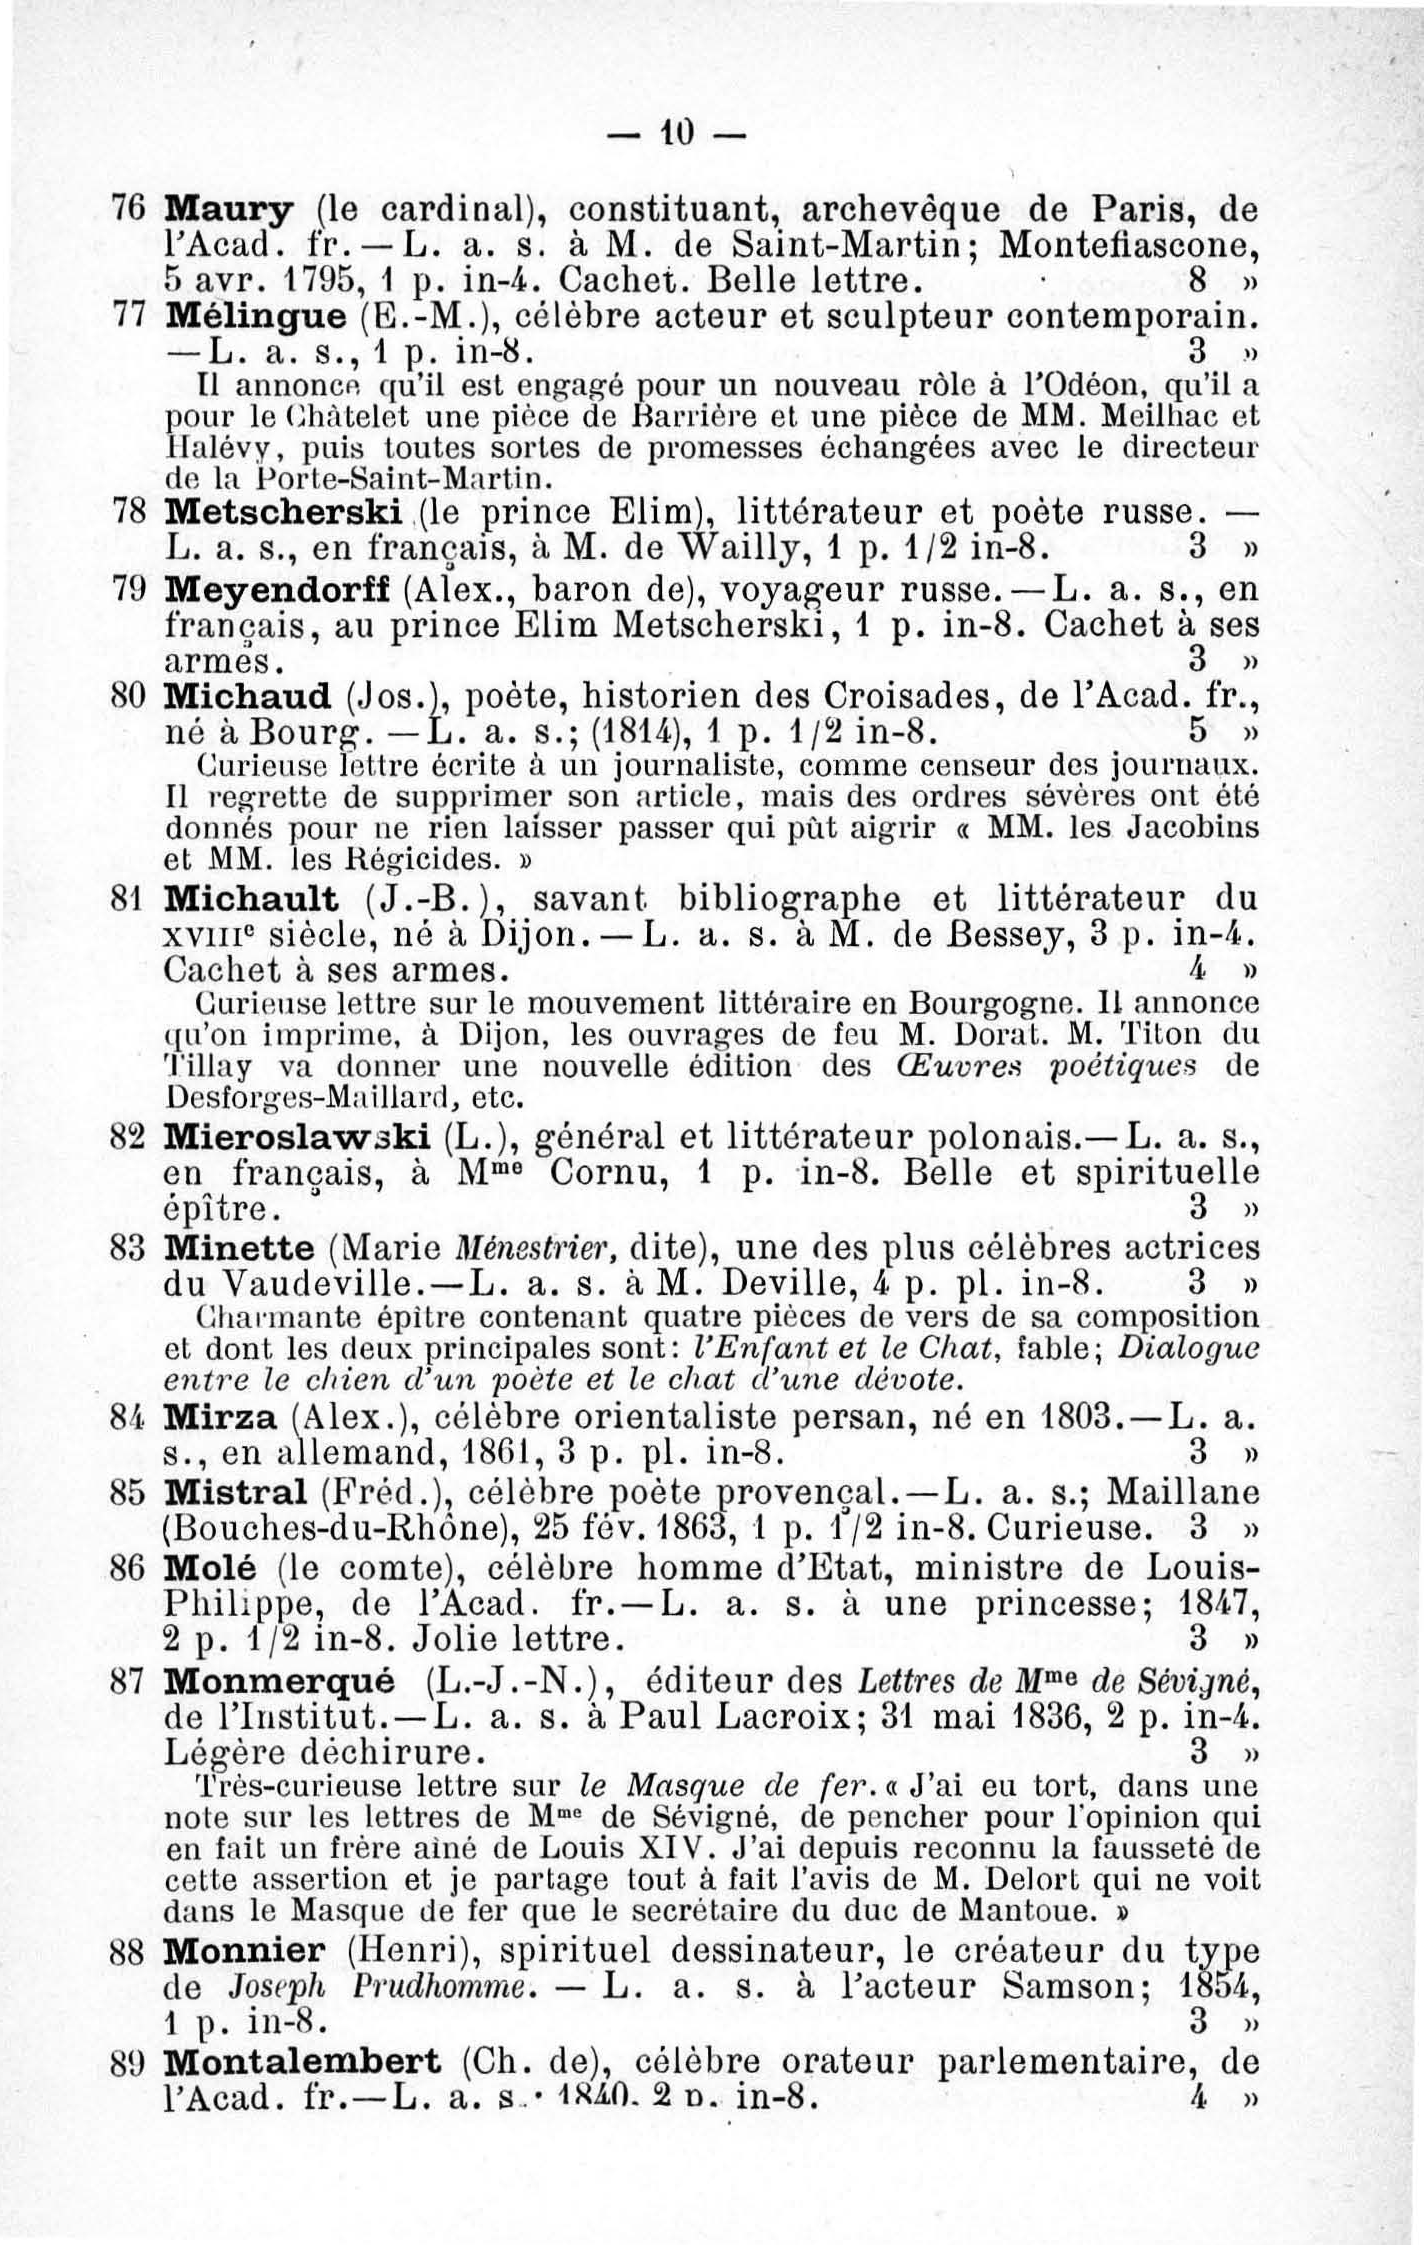 — 10 —
76 Maury (le cardinal), constituant, archevêque de Paris, de
l'Acad. fr. — L. a. s. à M. de Saint-Martin; Montefiascone,
5 avr. 1795, 1 p. in-4. Cachet. Belle lettre. 8 »
77 Mélingue (E.-M.), célèbre acteur et sculpteur contemporain.
— L. a. s., 1 p. in-8. 3 »
Il annonce qu'il est engagé pour un nouveau rôle à l'Odéon, qu'il a
pour le Châtelet une pièce de Barrière et une pièce de MM. Meilhac et
Halévy, puis toutes sortes de promesses échangées avec le directeur
de la Porte-Saint-Martin.
78 Metscherski (le prince Elim), littérateur et poète russe. —
L. a. s., en français, à M. de Wailly, 1 p. 1/2 in-8. 3 »
79 Meyendorff (Alex., baron de), voyageur russe. — L. a. s., en
français, au prince Elim Metscherski, 1 p. in-8. Cachet à ses
armes. 3 »
80 Michaud (Jos.), poète, historien des Croisades, de l'Acad. fr.,
né à Bourg. — L. a. s.; (1814), 1 p. 1/2 in-8. 5 »
Curieuse lettre écrite à un journaliste, comme censeur des journaux.
Il regrette de supprimer son article, mais des ordres sévères ont été
donnés pour ne rien laisser passer qui pût aigrir « MM. les Jacobins
et MM. les Régicides. »
81 Michault (J.-B.), savant bibliographe et littérateur du
XVIIIe siècle, né à Dijon. — L. a. s. à M. de Bessey, 3 p. in-4.
Cachet à ses armes. 4 »
Curieuse lettre sur le mouvement littéraire en Bourgogne. Il annonce
qu'on imprime, à Dijon, les ouvrages de feu M. Dorat. M. Titon du
Tillay va donner une nouvelle édition des Œuvres poétiques de
Desforges-Maillard, etc.
82 Mieroslawski (L.), général et littérateur polonais. — L. a. s.,
en français, à Mme Cornu, 1 p. in-8. Belle et spirituelle
épître. 3 »
83 Minette (Marie Ménestrier, dite), une des plus célèbres actrices
du Vaudeville. — L. a. s. à M. Deville, 4 p. pl. in-8. 3 »
Charmante épître contenant quatre pièces de vers de sa composition
et dont les deux principales sont: l'Enfant et le Chat, fable; Dialogue
entre le chien d'un poète et le chat d'une dévote.
84 Mirza (Alex.), célèbre orientaliste persan, né en 1803. — L. a.
s., en allemand, 1861, 3 p. pl. in-8. 3 »
85 Mistral (Fréd.), célèbre poète provençal. — L. a. s.; Maillane
(Bouches-du-Rhône), 25 fév. 1863, 1 p. 1/2 in-8. Curieuse. 3 »
86 Molé (le comte), célèbre homme d'Etat, ministre de Louis-
Philippe, de l'Acad. fr. — L. a. s. à une princesse; 1847,
2 p. 1/2 in-8. Jolie lettre. 3 »
87 Monmerqué (L.-J.-N.), éditeur des Lettres de Mme de Sévigné,
de l'Institut. — L. a. s. à Paul Lacroix; 31 mai 1836, 2 p. in-4.
Légère déchirure. 3 »
Très-curieuse lettre sur le Masque de fer. « J'ai eu tort, dans une
note sur les lettres de Mme de Sévigné, de pencher pour l'opinion qui
en fait un frère aîné de Louis XIV. J'ai depuis reconnu la fausseté de
cette assertion et je partage tout à fait l'avis de M. Delort qui ne voit
dans le Masque de fer que le secrétaire du duc de Mantoue. »
88 Monnier (Henri), spirituel dessinateur, le créateur du type
de Joseph Prudhomme. — L. a. s. à l'acteur Samson; 1854,
1 p. in-8. 3 »
89 Montalembert (Ch. de), célèbre orateur parlementaire, de
l'Acad. fr. — L. a. s.; 1840. 2 p. in-8. 4 »